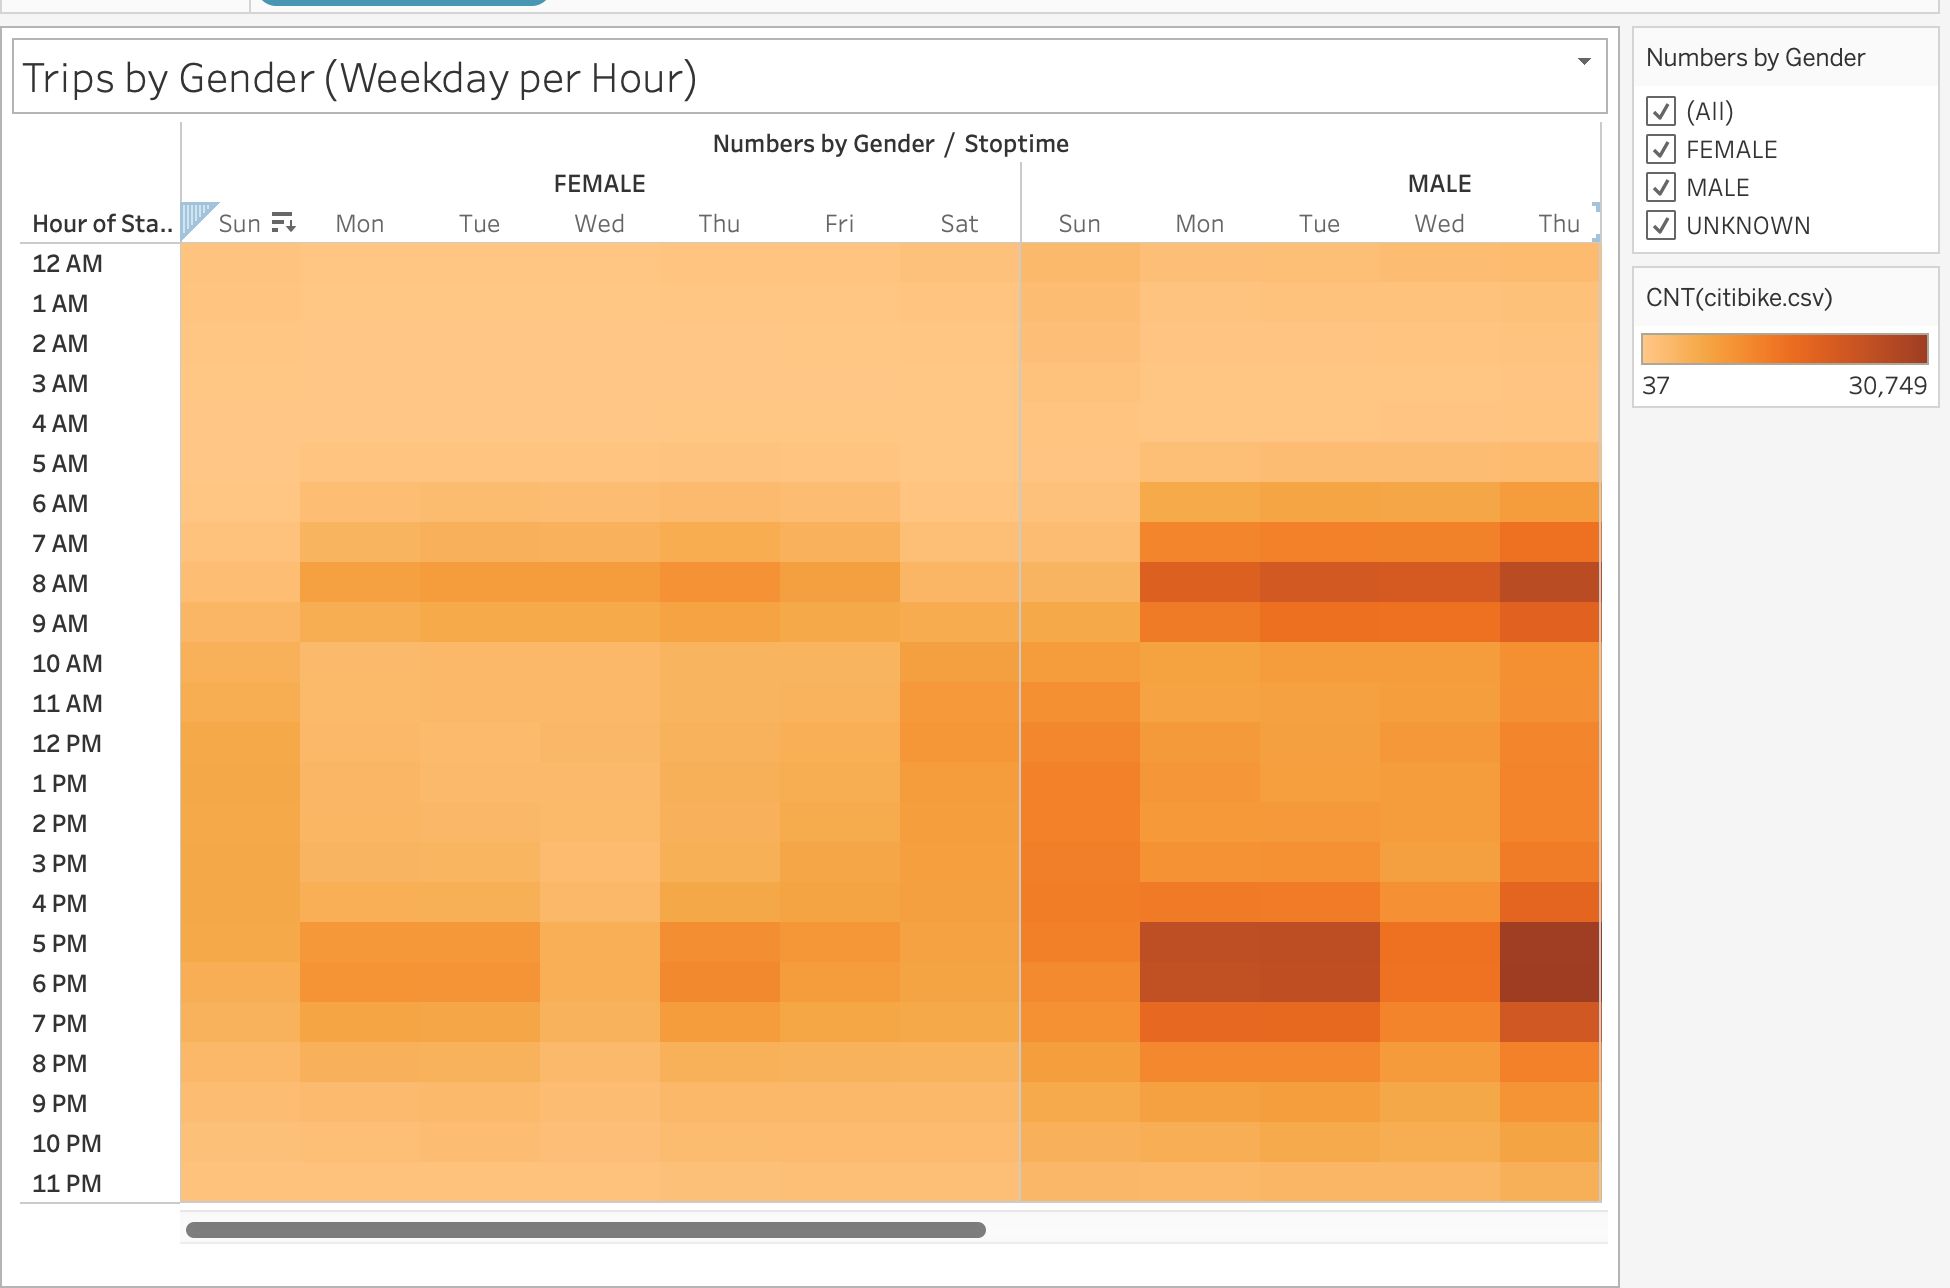 Trips by Gender (Weekday per Hour)
Numbers by Gender / Stoptime
FEMALE MALE
Hour of Sta.. Sun Mon Tue Wed Thu Fri Sat Sun Mon Tue Wed Thu
12 AM
1 AM
2 AM
3 AM
4 AM
5 AM
6 AM
7 AM
8 AM
9 AM
10 AM
11 AM
12 PM
1 PM
2 PM
3 PM
4 PM
5 PM
6 PM
7 PM
8 PM
9 PM
10 PM
11 PM
Numbers by Gender
(All)
FEMALE
MALE
UNKNOWN
CNT(citibike.csv)
37 30,749